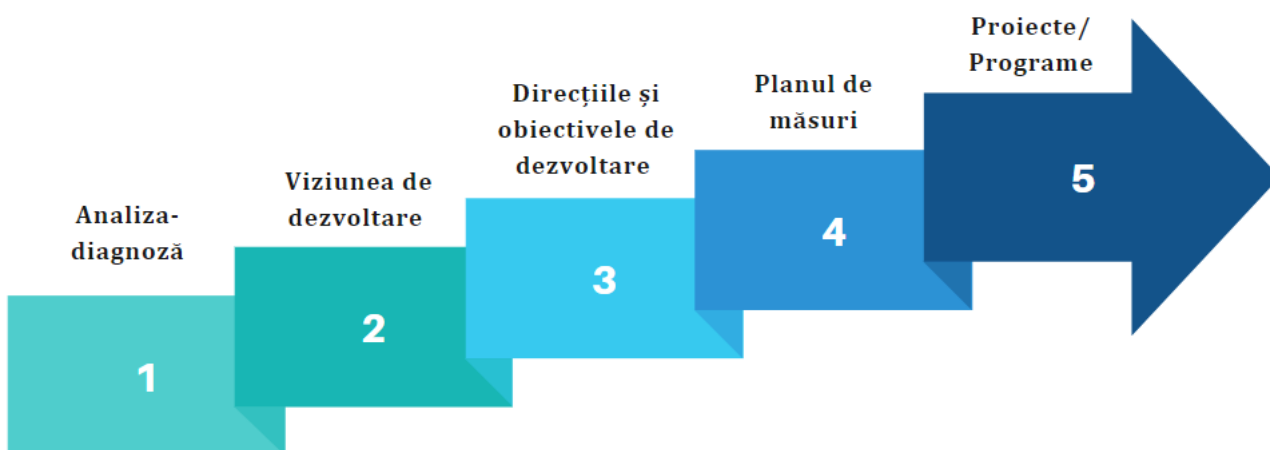 Analiza-
diagnoză
1
Viziunea de
dezvoltare
2
Direcțiile și
obiectivele de
dezvoltare
3
Planul de
măsuri
4
Proiecte/
Programe
5